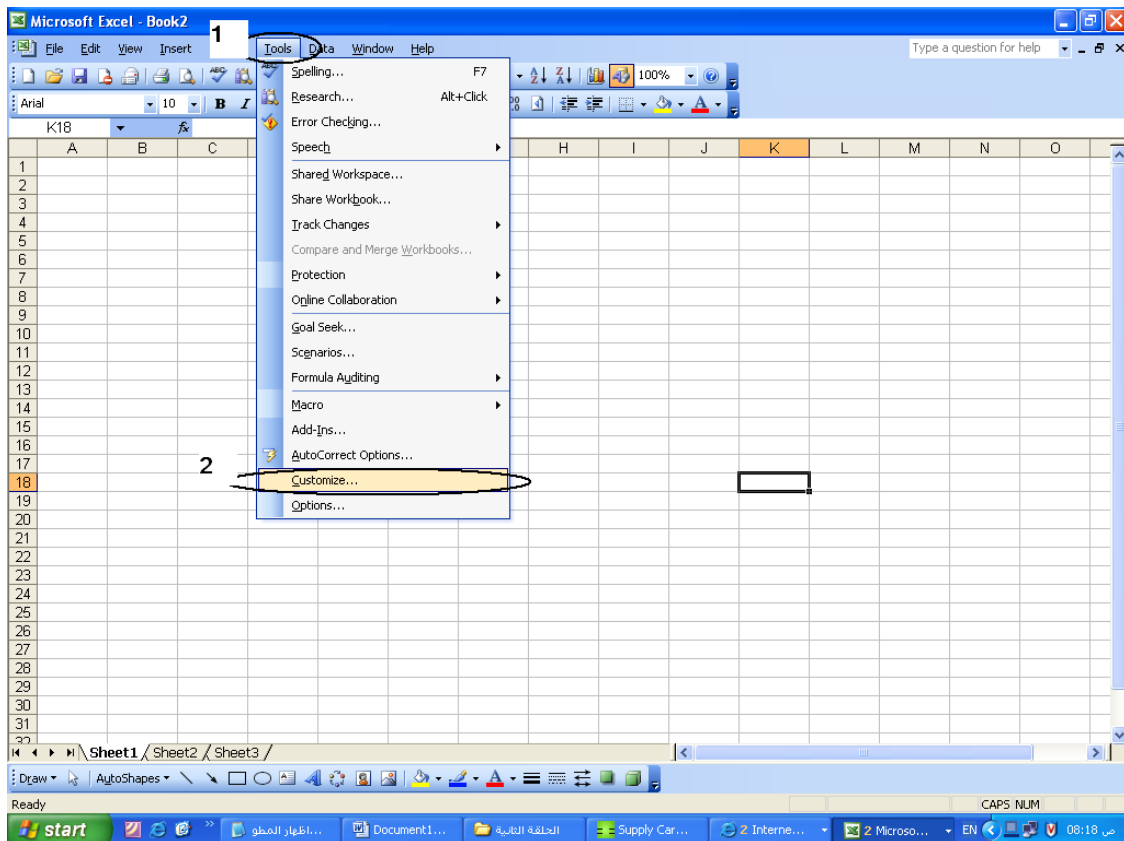 Microsoft Excel - Book2
1
File Edit View Insert Tools Data Window Help
Type a question for help
100%
Arial 10 B I A
K18 fx
A B C H I J K L M N O
Spelling... F7
Research... Alt+Click
Error Checking...
Speech
Shared Workspace...
Share Workbook...
Track Changes
Compare and Merge Workbooks...
Protection
Online Collaboration
Goal Seek...
Scenarios...
Formula Auditing
Macro
Add-Ins...
AutoCorrect Options...
2
Customize...
Options...
1
2
3
4
5
6
7
8
9
10
11
12
13
14
15
16
17
18
19
20
21
22
23
24
25
26
27
28
29
30
31
32
Sheet1 Sheet2 Sheet3
Draw AutoShapes A
Ready
CAPS NUM
start اظهار المطو... Document1... الحلقة الثانية Supply Car... 2 Interne... 2 Microso... EN 08:18 ص